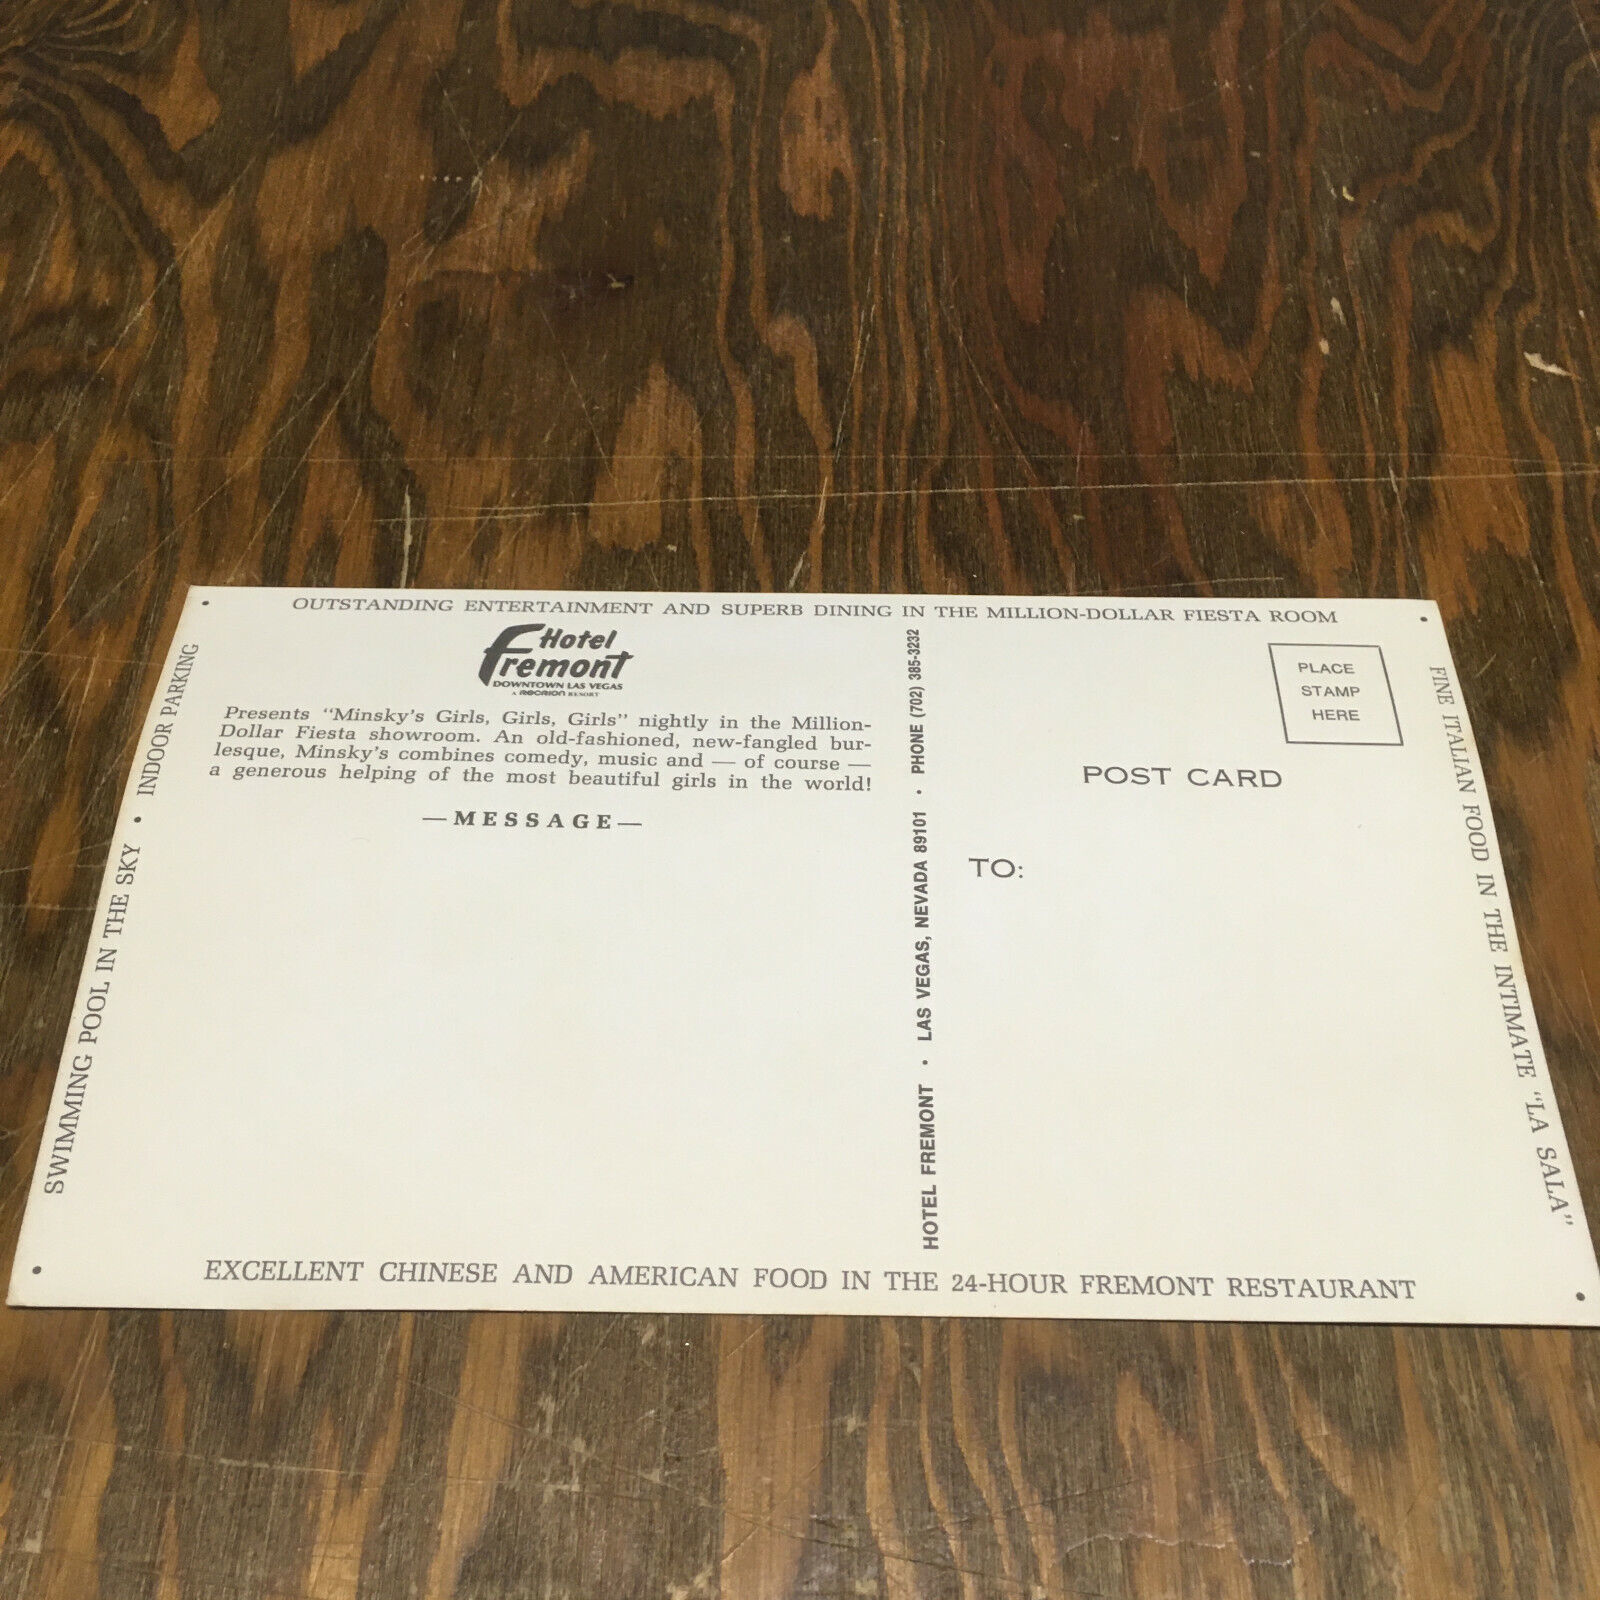 OUTSTANDING ENTERTAINMENT AND SUPERB DINING IN THE MILLION-DOLLAR FIESTA ROOM
Hotel
Fremont
DOWNTOWN LAS VEGAS
A RECRION RESORT
Presents "Minsky's Girls, Girls, Girls" nightly in the Million-
Dollar Fiesta showroom. An old-fashioned, new-fangled bur-
lesque, Minsky's combines comedy, music and — of course —
a generous helping of the most beautiful girls in the world!
—MESSAGE—
SWIMMING POOL IN THE SKY • INDOOR PARKING
HOTEL FREMONT • LAS VEGAS, NEVADA 89101 • PHONE (702) 385-3232
PLACE
STAMP
HERE
POST CARD
TO:
FINE ITALIAN FOOD IN THE INTIMATE "LA SALA"
EXCELLENT CHINESE AND AMERICAN FOOD IN THE 24-HOUR FREMONT RESTAURANT